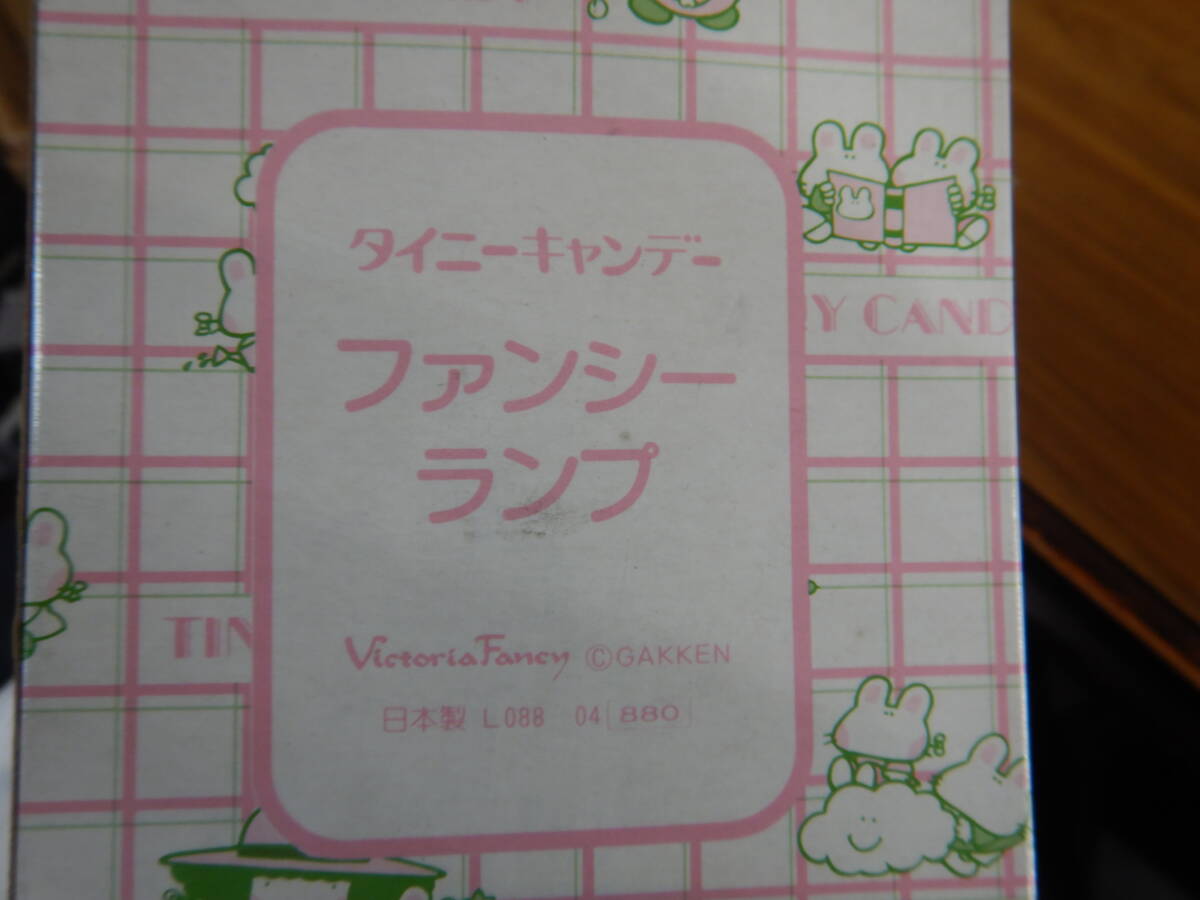 タイニーキャンデー
Y CAND
ファンシー
ランプ
TIN
Victoria Fancy ©GAKKEN
日本製 L088 04 880